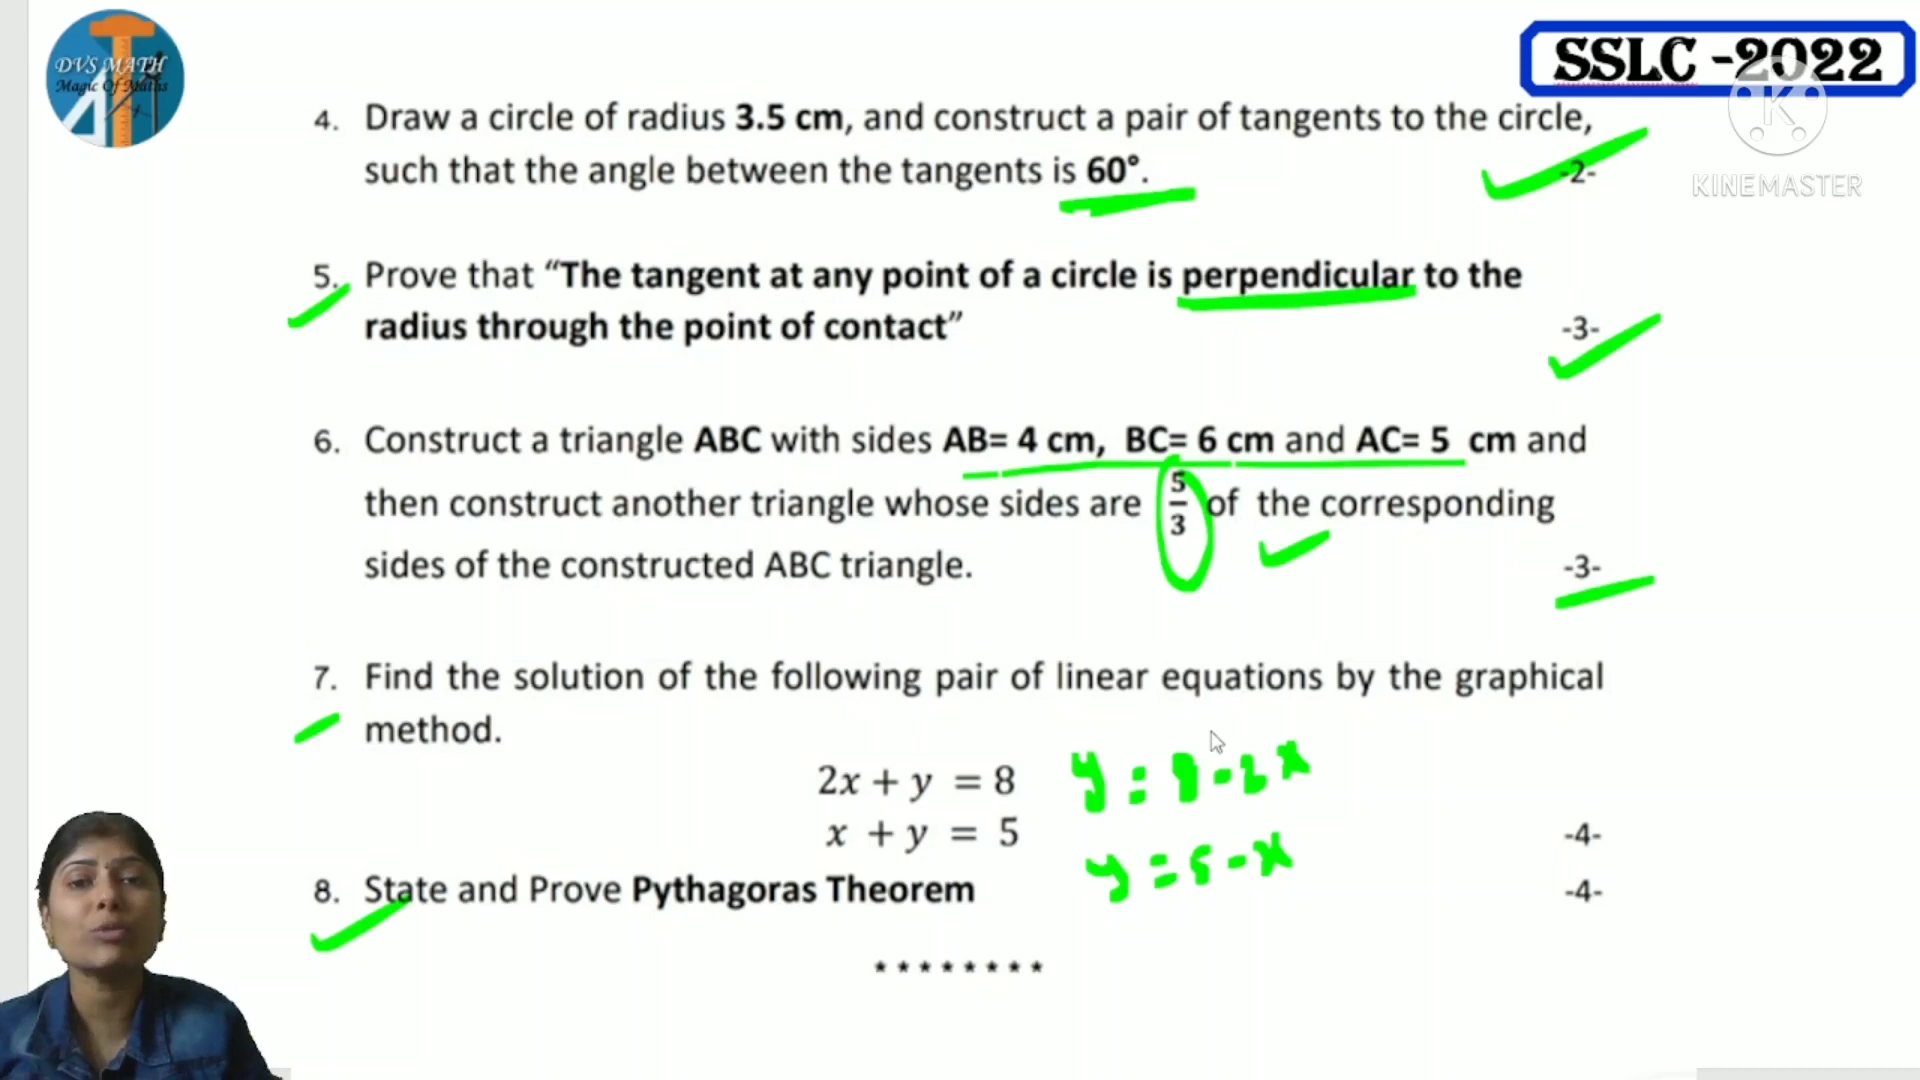 DVS MATH
Magic Of Maths
SSLC -2022
KINEMASTER
4. Draw a circle of radius 3.5 cm, and construct a pair of tangents to the circle,
such that the angle between the tangents is 60°. -2-
5. Prove that “The tangent at any point of a circle is perpendicular to the
radius through the point of contact” -3-
6. Construct a triangle ABC with sides AB= 4 cm, BC= 6 cm and AC= 5 cm and
then construct another triangle whose sides are 5/3 of the corresponding
sides of the constructed ABC triangle. -3-
7. Find the solution of the following pair of linear equations by the graphical
method.
2x + y = 8 y = 8 - 2x
x + y = 5 -4-
y = 5 - x
8. State and Prove Pythagoras Theorem -4-
********